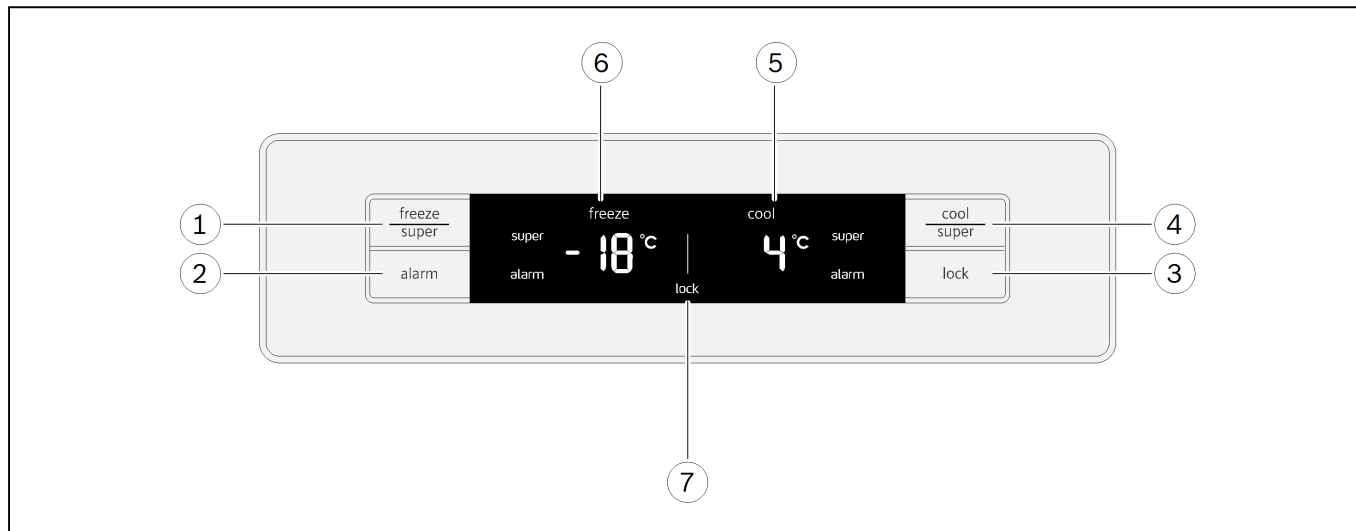 6
5
freeze
super
alarm
1
2
freeze
super
-18 °C
alarm
cool
4 °C
super
alarm
lock
cool
super
lock
4
3
7